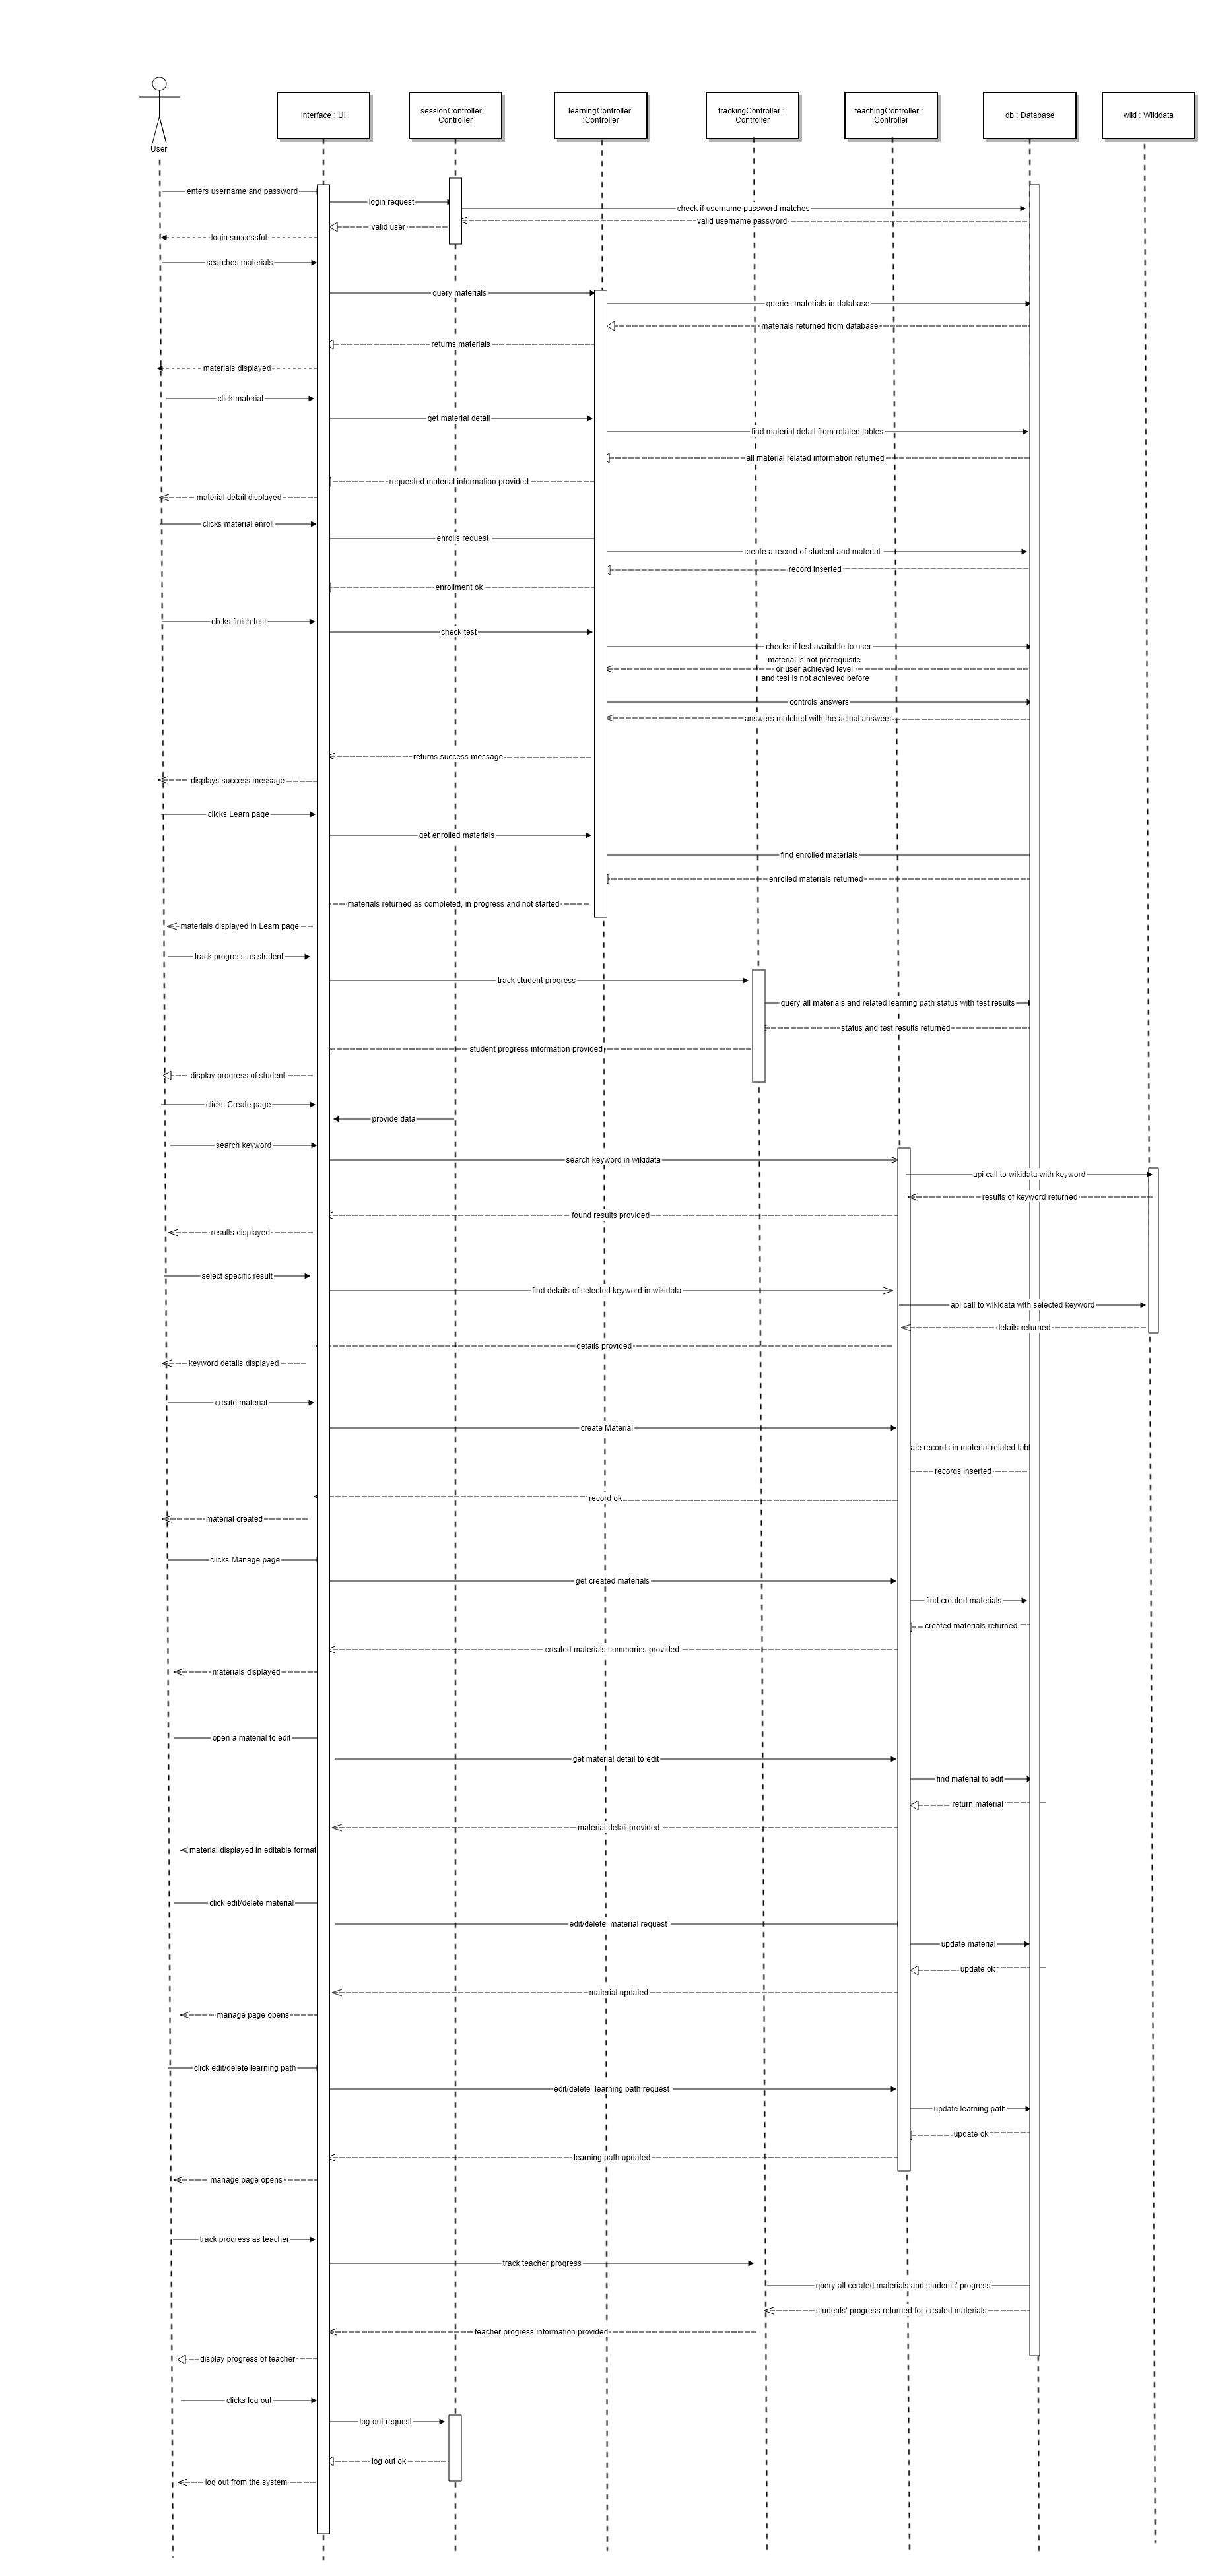 User
interface : UI
sessionController :
Controller
learningController
:Controller
trackingController :
Controller
teachingController :
Controller
db : Database
wiki : Wikidata
enters username and password
login request
check if username password matches
valid username password
valid user
login successful
searches materials
query materials
queries materials in database
materials returned from database
returns materials
materials displayed
click material
get material detail
find material detail from related tables
all material related information returned
requested material information provided
material detail displayed
clicks material enroll
enrolls request
create a record of student and material
record inserted
enrollment ok
clicks finish test
check test
checks if test available to user
material is not prerequisite
or user achieved level
and test is not achieved before
controls answers
answers matched with the actual answers
returns success message
displays success message
clicks Learn page
get enrolled materials
find enrolled materials
enrolled materials returned
materials returned as completed, in progress and not started
materials displayed in Learn page
track progress as student
track student progress
query all materials and related learning path status with test results
status and test results returned
student progress information provided
display progress of student
clicks Create page
provide data
search keyword
search keyword in wikidata
api call to wikidata with keyword
results of keyword returned
found results provided
results displayed
select specific result
find details of selected keyword in wikidata
api call to wikidata with selected keyword
details returned
details provided
keyword details displayed
create material
create Material
ate records in material related tabl
records inserted
record ok
material created
clicks Manage page
get created materials
find created materials
created materials returned
created materials summaries provided
materials displayed
open a material to edit
get material detail to edit
find material to edit
return material
material detail provided
material displayed in editable format
click edit/delete material
edit/delete material request
update material
update ok
material updated
manage page opens
click edit/delete learning path
edit/delete learning path request
update learning path
update ok
learning path updated
manage page opens
track progress as teacher
track teacher progress
query all cerated materials and students' progress
students' progress returned for created materials
teacher progress information provided
display progress of teacher
clicks log out
log out request
log out ok
log out from the system